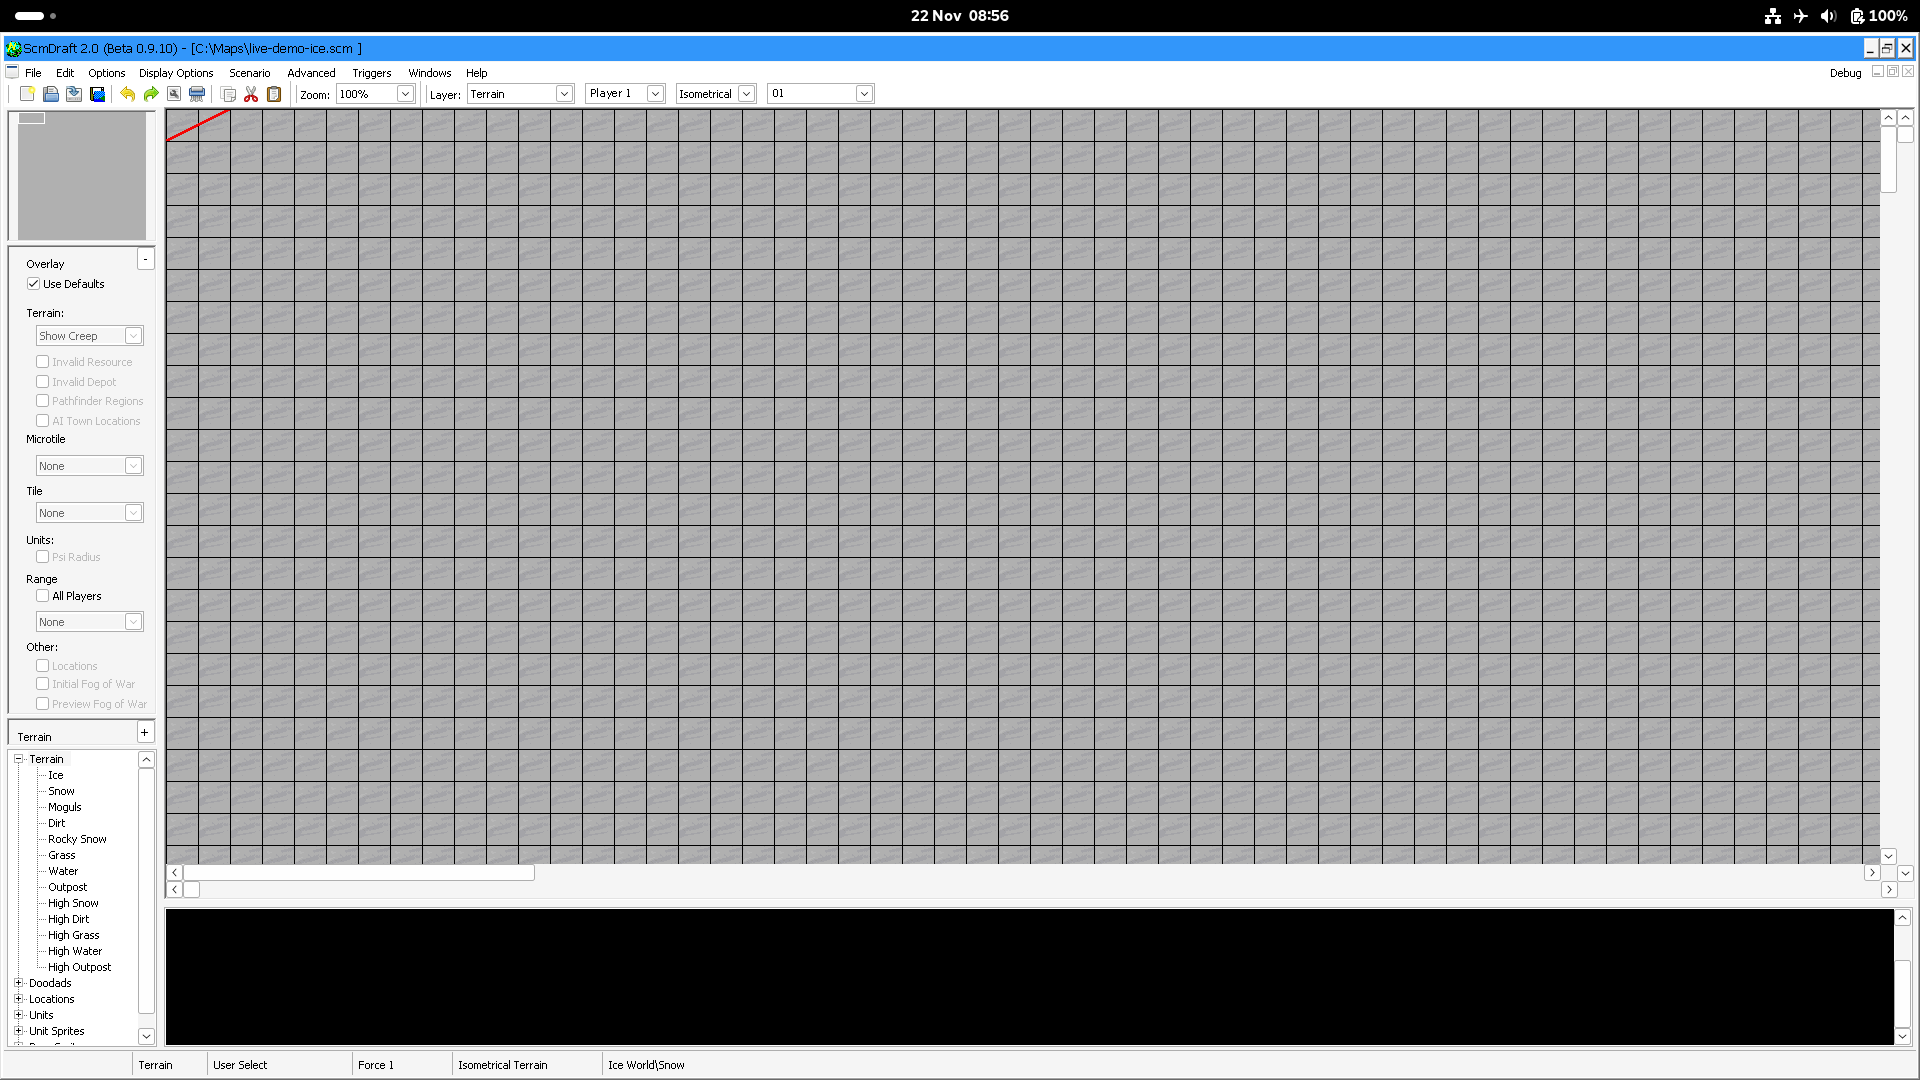 22 Nov 08:56
100%
ScmDraft 2.0 (Beta 0.9.10) - [C:\Maps\live-demo-ice.scm ]
File Edit Options Display Options Scenario Advanced Triggers Windows Help Debug
Zoom: 100% Layer: Terrain Player 1 Isometrical 01
Overlay -
Use Defaults
Terrain:
Show Creep
Invalid Resource
Invalid Depot
Pathfinder Regions
AI Town Locations
Microtile
None
Tile
None
Units:
Psi Radius
Range
All Players
None
Other:
Locations
Initial Fog of War
Preview Fog of War
Terrain +
Terrain
Ice
Snow
Moguls
Dirt
Rocky Snow
Grass
Water
Outpost
High Snow
High Dirt
High Grass
High Water
High Outpost
Doodads
Locations
Units
Unit Sprites
Terrain User Select Force 1 Isometrical Terrain Ice World\Snow